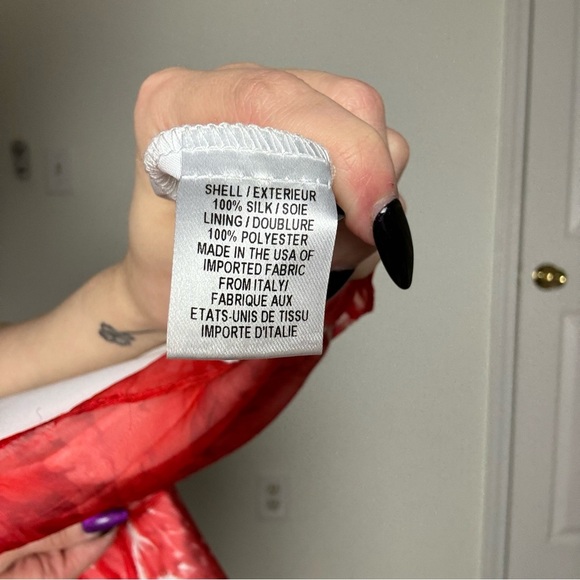 SHELL / EXTERIEUR
100% SILK / SOIE
LINING / DOUBLURE
100% POLYESTER
MADE IN THE USA OF
IMPORTED FABRIC
FROM ITALY/
FABRIQUE AUX
ETATS-UNIS DE TISSU
IMPORTE D'ITALIE